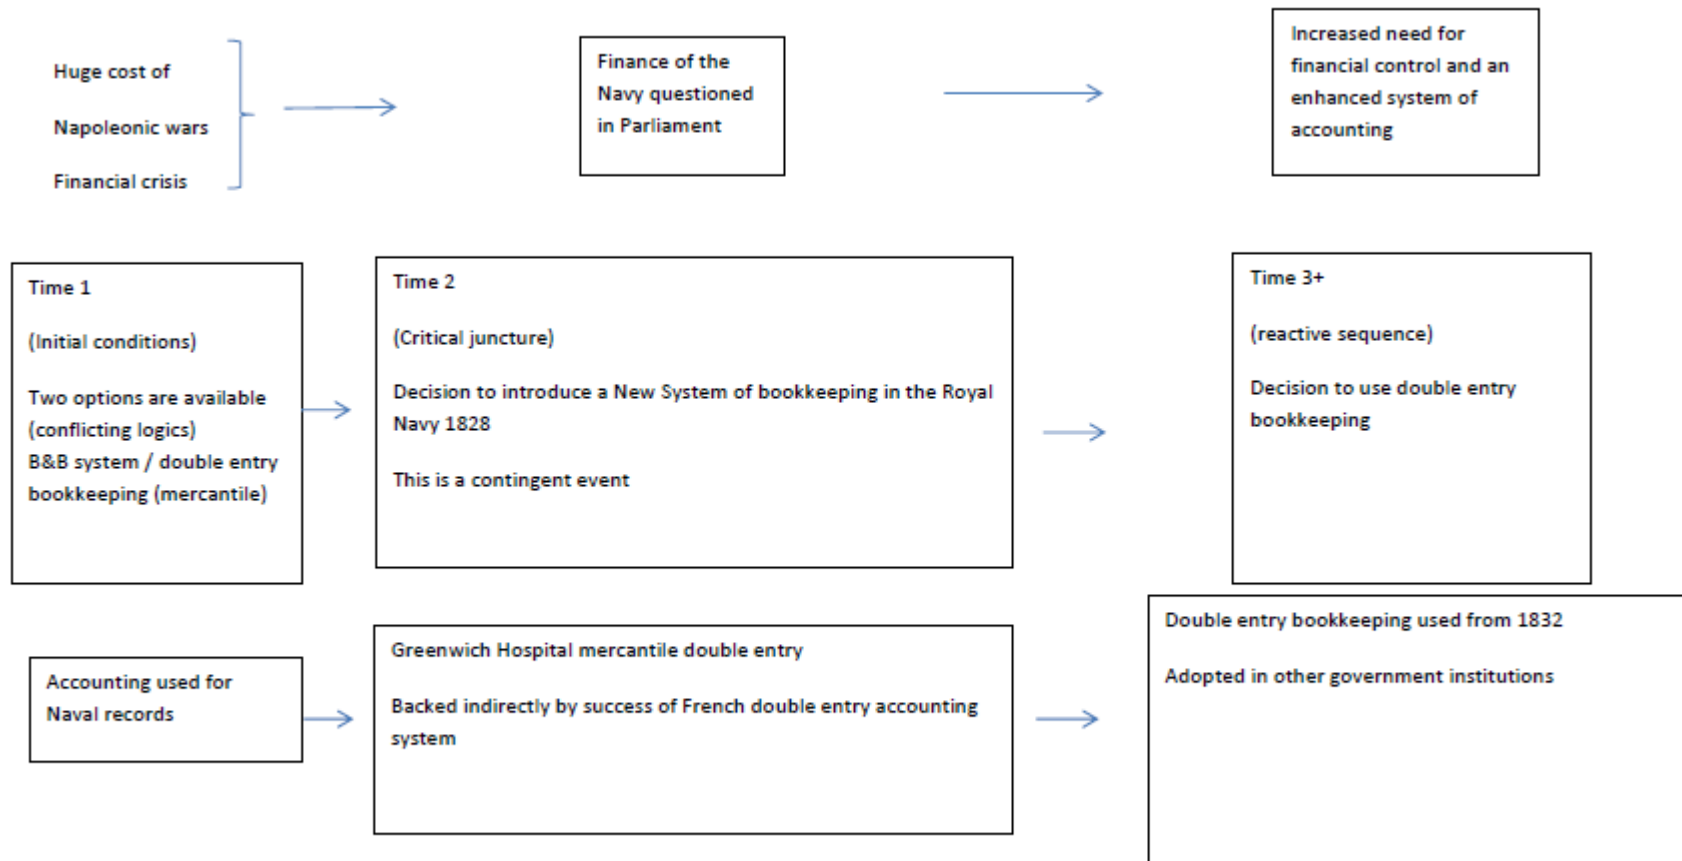 Huge cost of
Napoleonic wars
Financial crisis
Finance of the
Navy questioned
in Parliament
Increased need for
financial control and an
enhanced system of
accounting
Time 1
(Initial conditions)
Two options are available
(conflicting logics)
B&B system / double entry
bookkeeping (mercantile)
Time 2
(Critical juncture)
Decision to introduce a New System of bookkeeping in the Royal
Navy 1828
This is a contingent event
Time 3+
(reactive sequence)
Decision to use double entry
bookkeeping
Accounting used for
Naval records
Greenwich Hospital mercantile double entry
Backed indirectly by success of French double entry accounting
system
Double entry bookkeeping used from 1832
Adopted in other government institutions